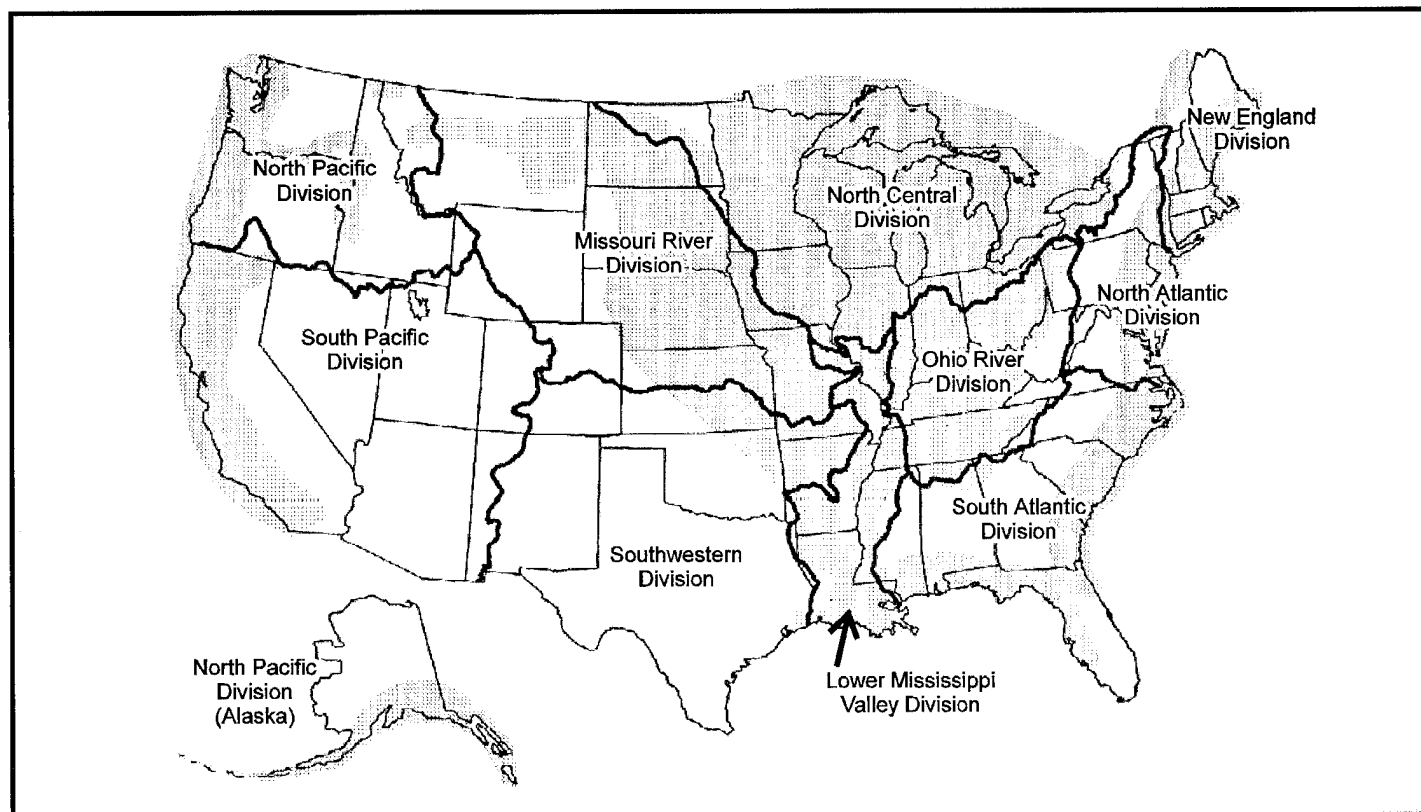 New England
Division
North Pacific
Division
North Central
Division
Missouri River
Division
North Atlantic
Division
South Pacific
Division
Ohio River
Division
South Atlantic
Division
Southwestern
Division
North Pacific
Division
(Alaska)
Lower Mississippi
Valley Division